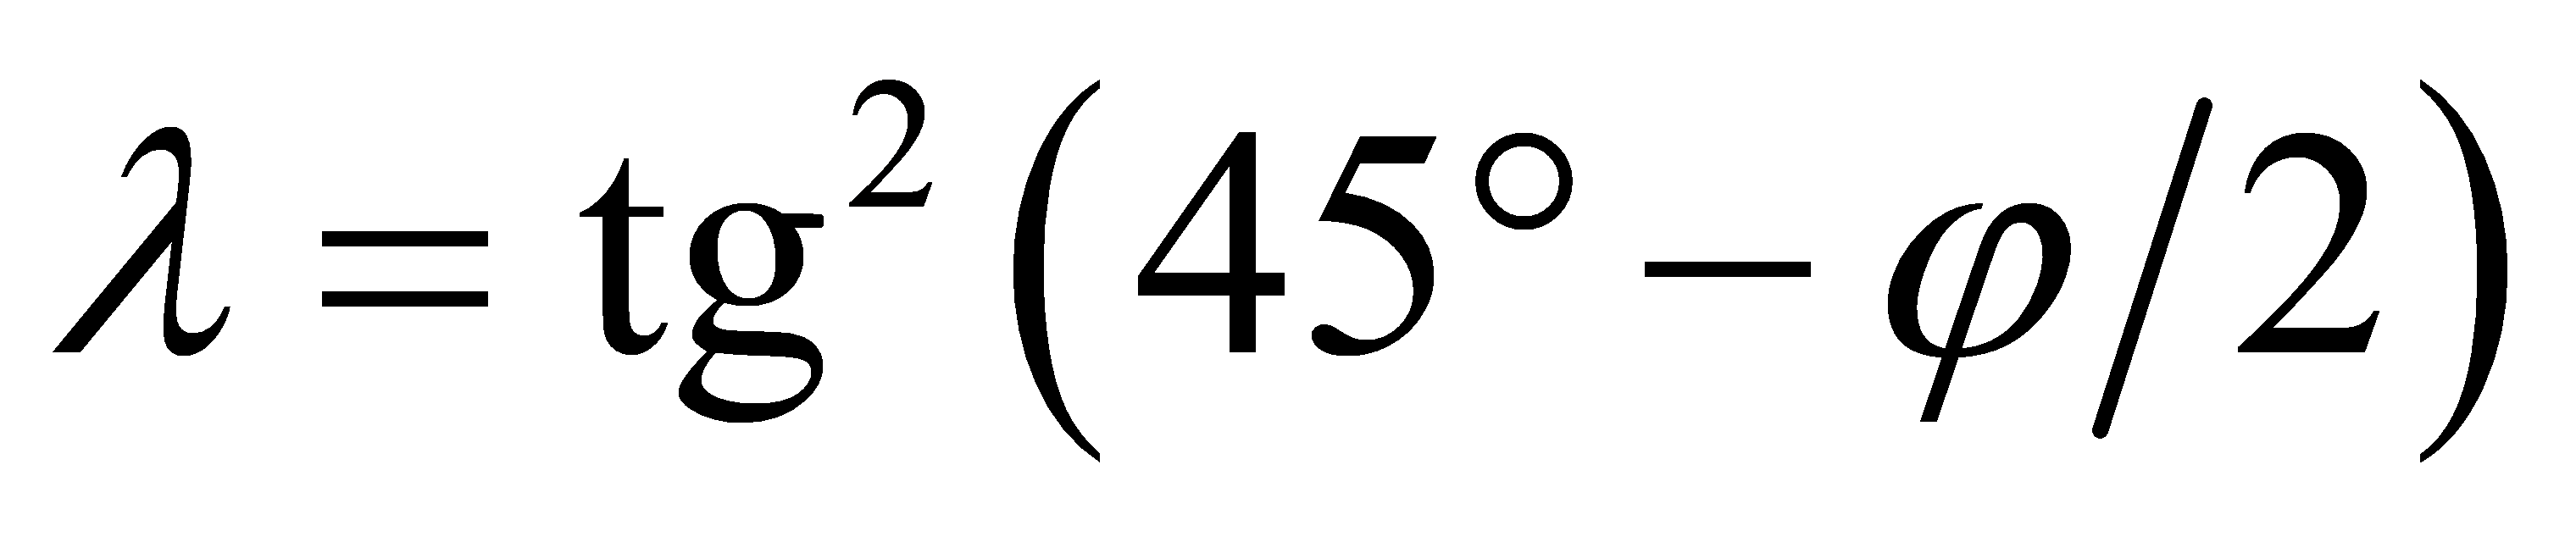 λ = tg²(45° − φ/2)